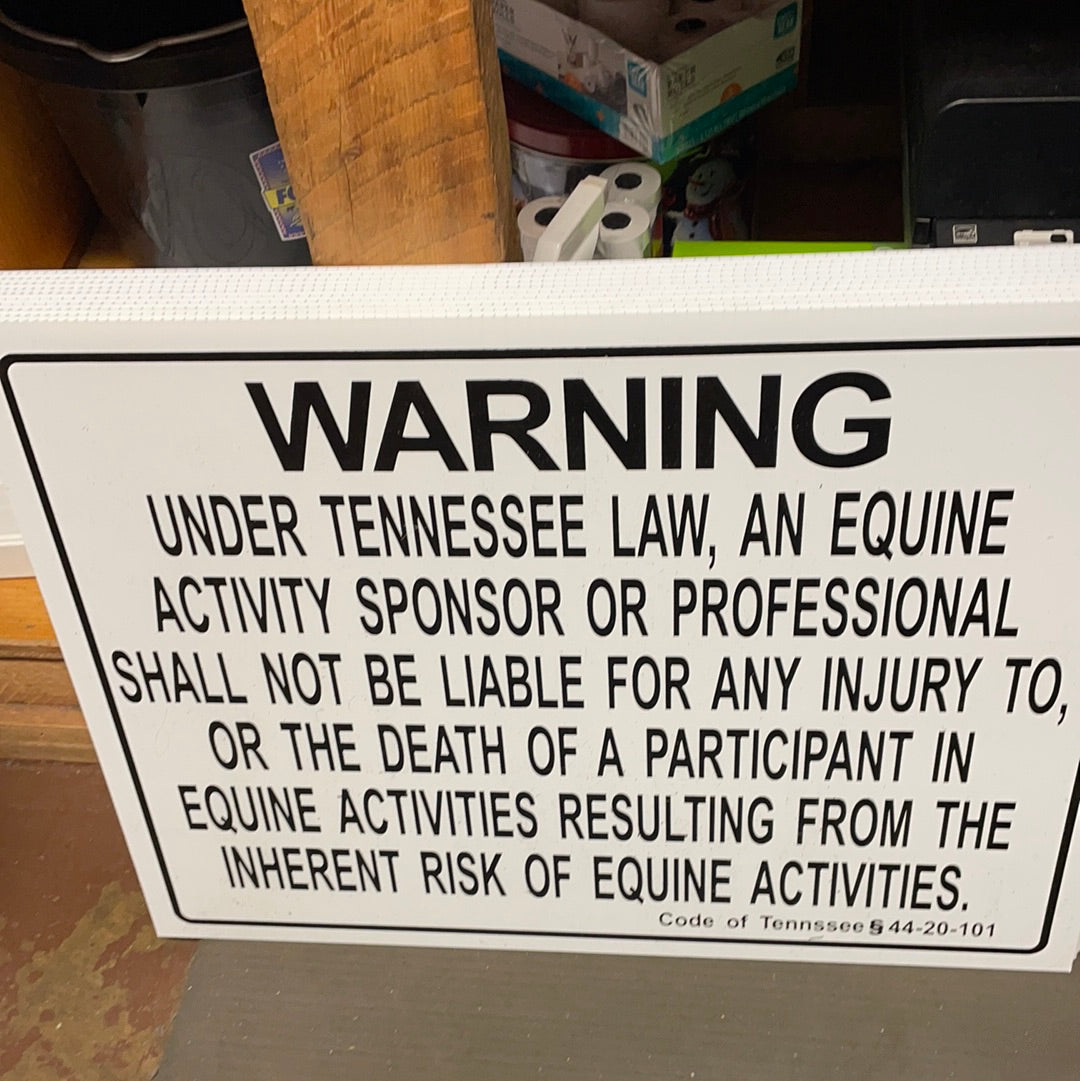 WARNING
UNDER TENNESSEE LAW, AN EQUINE
ACTIVITY SPONSOR OR PROFESSIONAL
SHALL NOT BE LIABLE FOR ANY INJURY TO,
OR THE DEATH OF A PARTICIPANT IN
EQUINE ACTIVITIES RESULTING FROM THE
INHERENT RISK OF EQUINE ACTIVITIES.
Code of Tennssee § 44-20-101